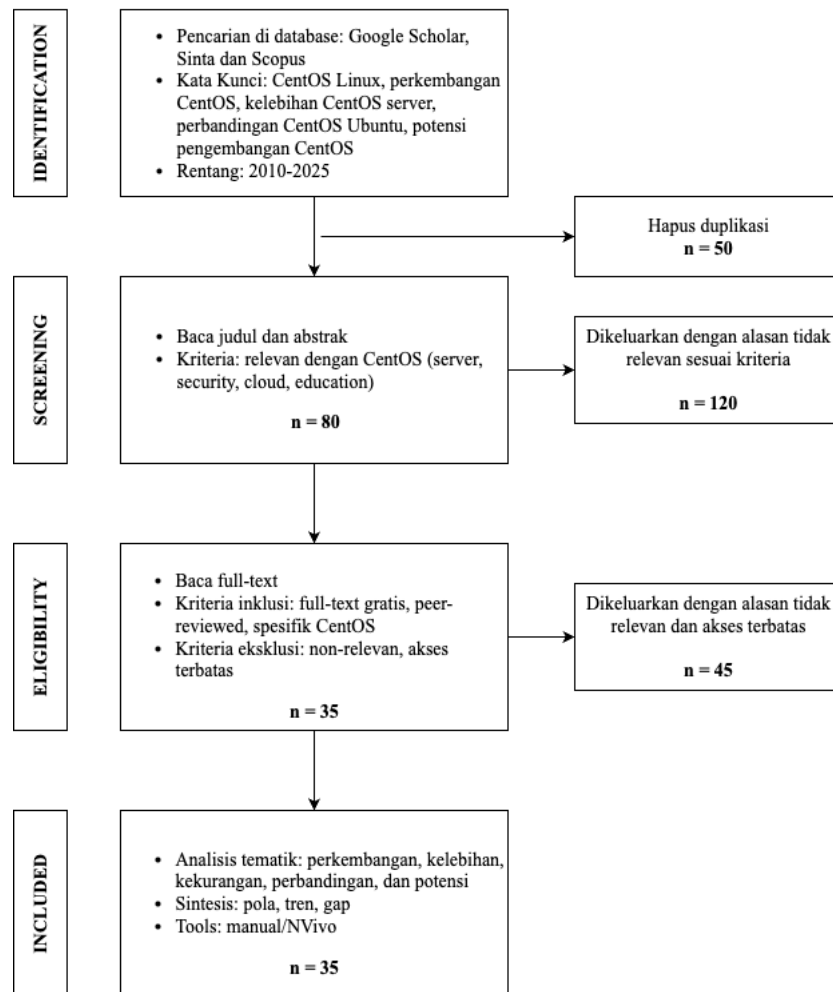 IDENTIFICATION
• Pencarian di database: Google Scholar,
Sinta dan Scopus
• Kata Kunci: CentOS Linux, perkembangan
CentOS, kelebihan CentOS server,
perbandingan CentOS Ubuntu, potensi
pengembangan CentOS
• Rentang: 2010-2025
Hapus duplikasi
n = 50
SCREENING
• Baca judul dan abstrak
• Kriteria: relevan dengan CentOS (server,
security, cloud, education)
n = 80
Dikeluarkan dengan alasan tidak
relevan sesuai kriteria
n = 120
ELIGIBILITY
• Baca full-text
• Kriteria inklusi: full-text gratis, peer-
reviewed, spesifik CentOS
• Kriteria eksklusi: non-relevan, akses
terbatas
n = 35
Dikeluarkan dengan alasan tidak
relevan dan akses terbatas
n = 45
INCLUDED
• Analisis tematik: perkembangan, kelebihan,
kekurangan, perbandingan, dan potensi
• Sintesis: pola, tren, gap
• Tools: manual/NVivo
n = 35